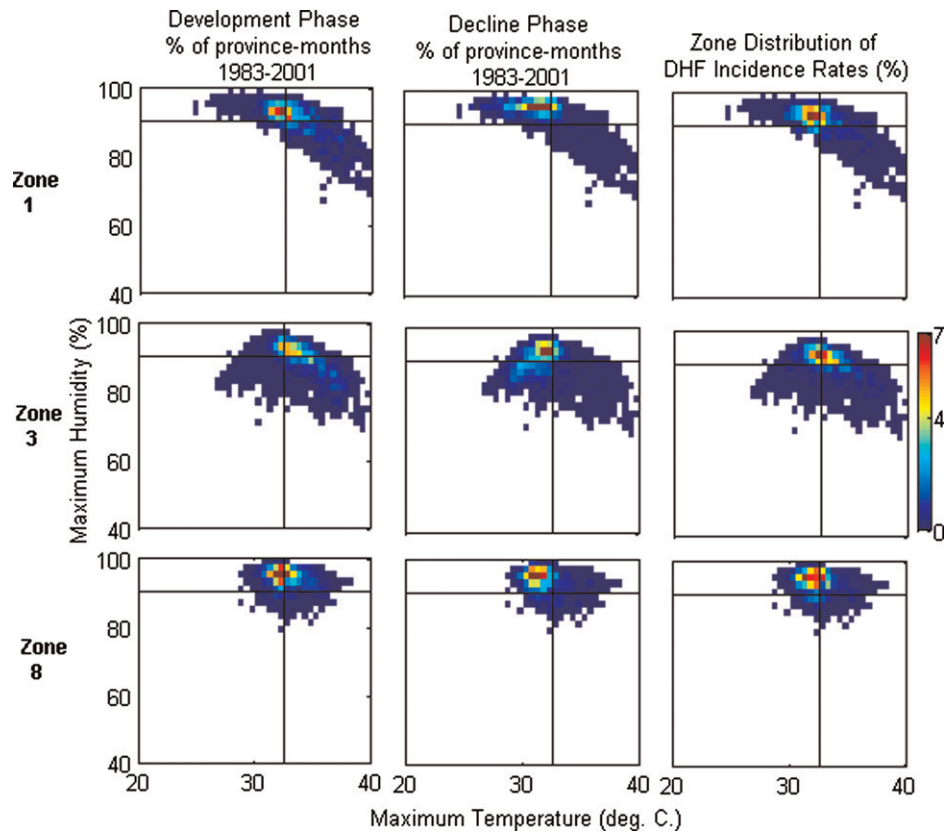 Development Phase
% of province-months
1983-2001
Decline Phase
% of province-months
1983-2001
Zone Distribution of
DHF Incidence Rates (%)
Zone
1
100
80
60
40
Zone
3
Maximum Humidity (%)
100
80
60
40
7
4
0
Zone
8
100
80
60
40
20
30
40
20
30
40
20
30
40
Maximum Temperature (deg. C.)